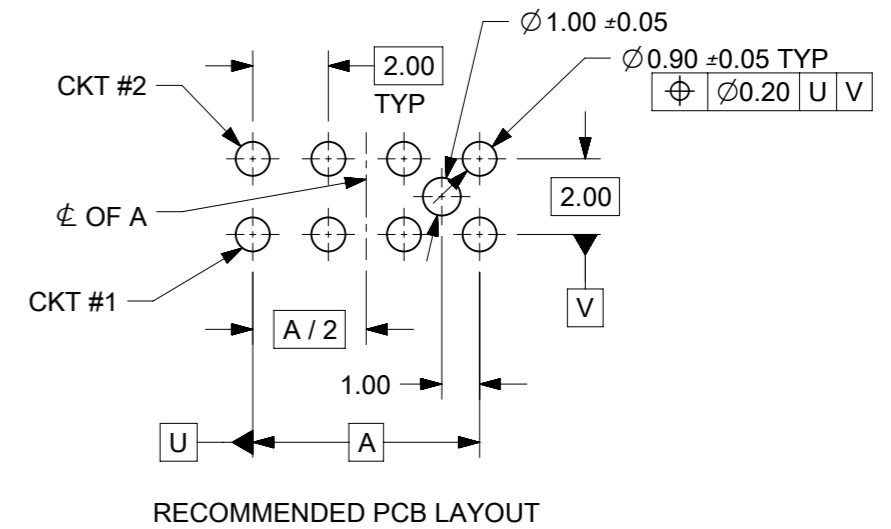 ⌀1.00 ±0.05
⌀0.90 ±0.05 TYP
⌖ ⌀0.20 U V
2.00
TYP
CKT #2
2.00
℄ OF A
CKT #1
V
A / 2
1.00
U
A
RECOMMENDED PCB LAYOUT